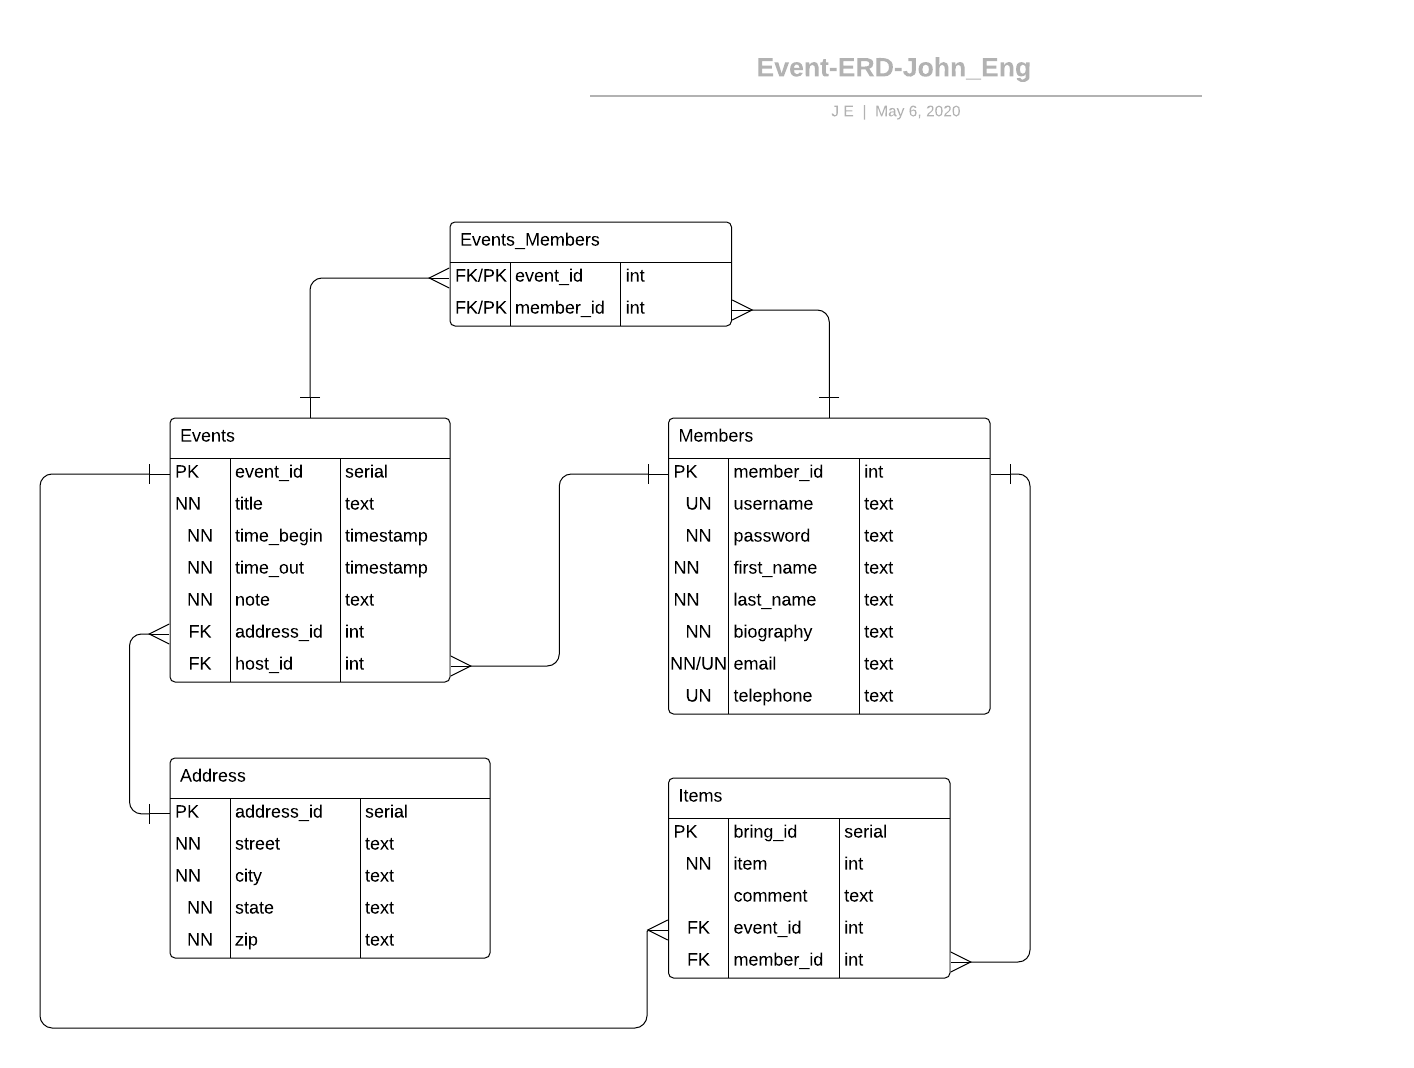 Event-ERD-John_Eng
J E | May 6, 2020
Events_Members
FK/PK event_id int
FK/PK member_id int
Events
PK event_id serial
NN title text
NN time_begin timestamp
NN time_out timestamp
NN note text
FK address_id int
FK host_id int
Members
PK member_id int
UN username text
NN password text
NN first_name text
NN last_name text
NN biography text
NN/UN email text
UN telephone text
Address
PK address_id serial
NN street text
NN city text
NN state text
NN zip text
Items
PK bring_id serial
NN item int
comment text
FK event_id int
FK member_id int